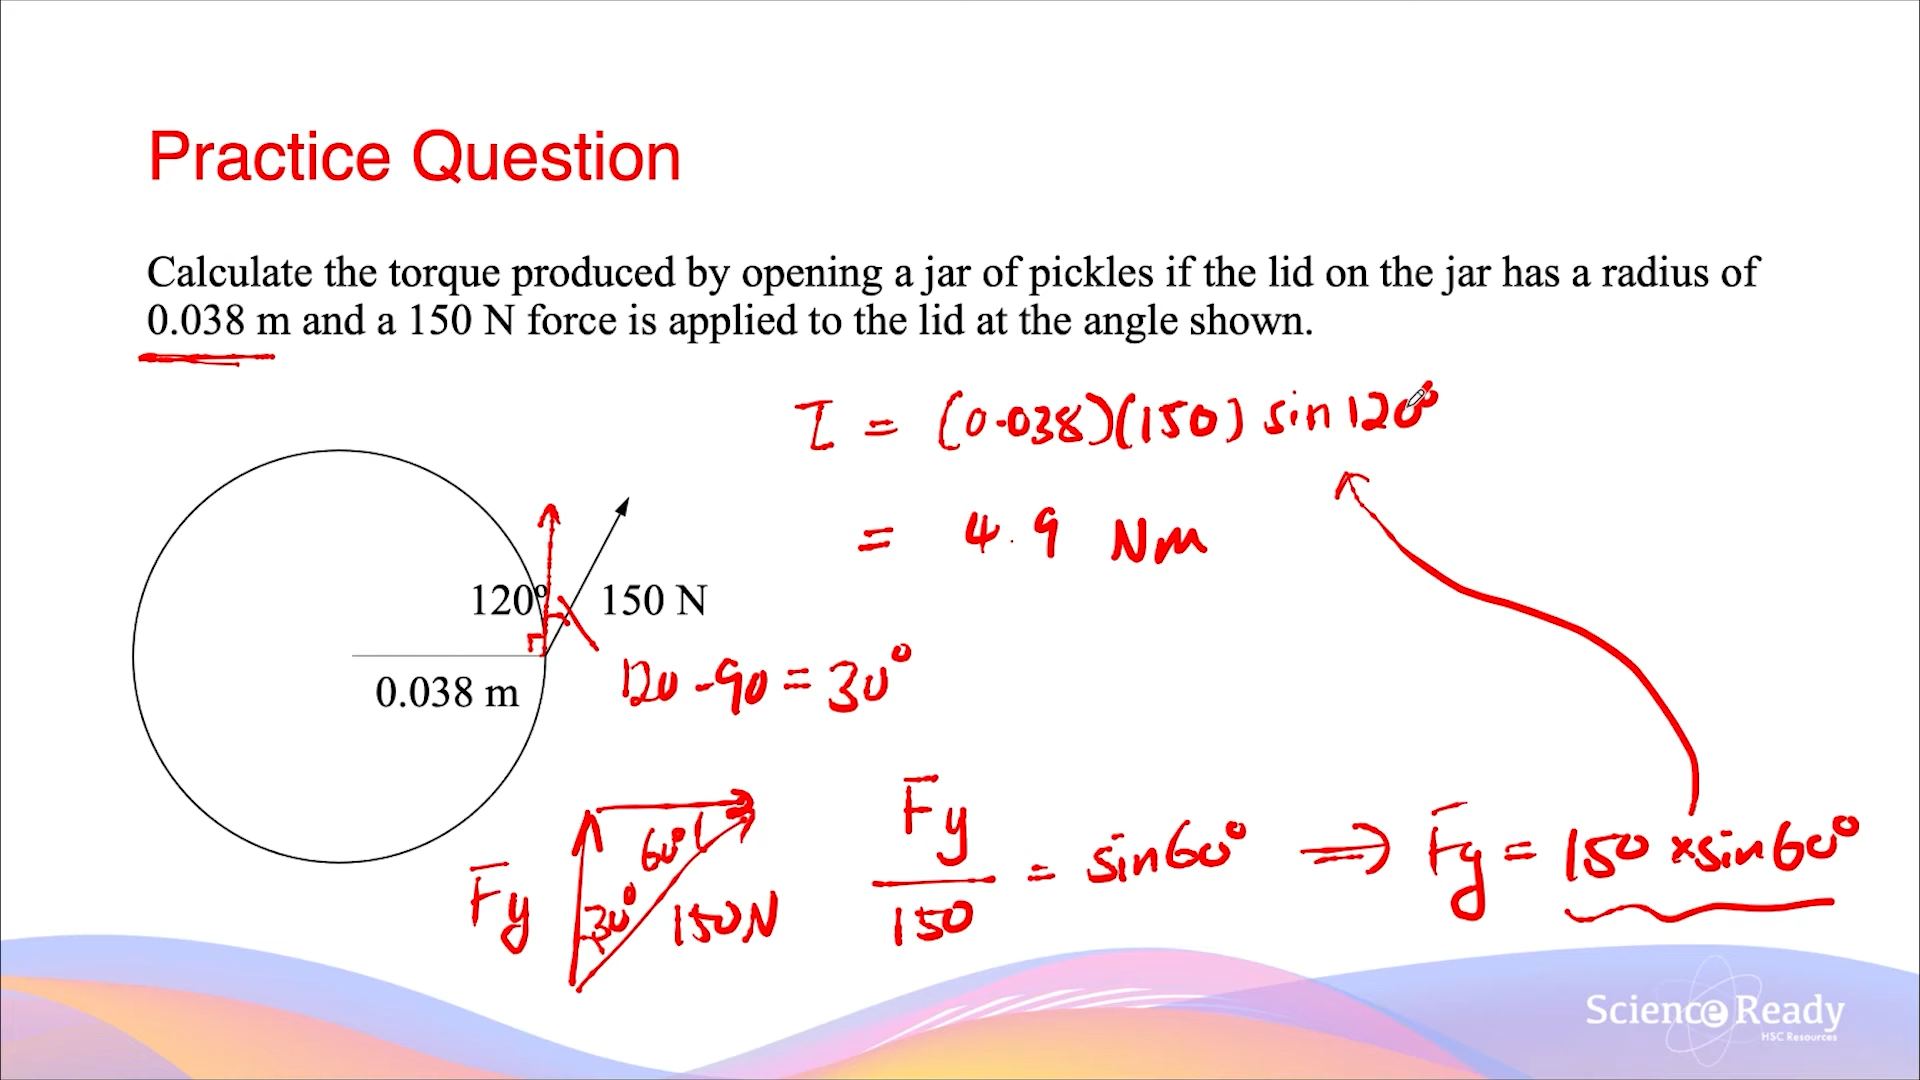 Practice Question
Calculate the torque produced by opening a jar of pickles if the lid on the jar has a radius of
0.038 m and a 150 N force is applied to the lid at the angle shown.
τ = (0.038)(150) sin 120°
= 4.9 Nm
120° 150 N
0.038 m
120 - 90 = 30°
Fy 30° 60° 150N
Fy/150 = sin60° ⇒ Fy = 150 × sin60°
Science Ready
HSC Resources